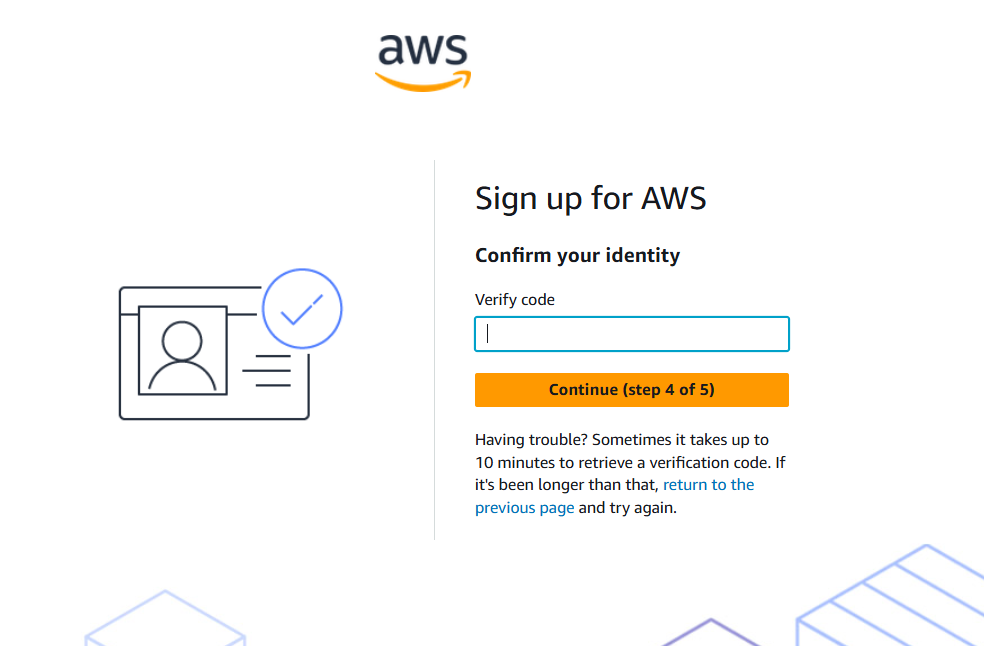 aws
Sign up for AWS
Confirm your identity
Verify code
Continue (step 4 of 5)
Having trouble? Sometimes it takes up to
10 minutes to retrieve a verification code. If
it's been longer than that, return to the
previous page and try again.